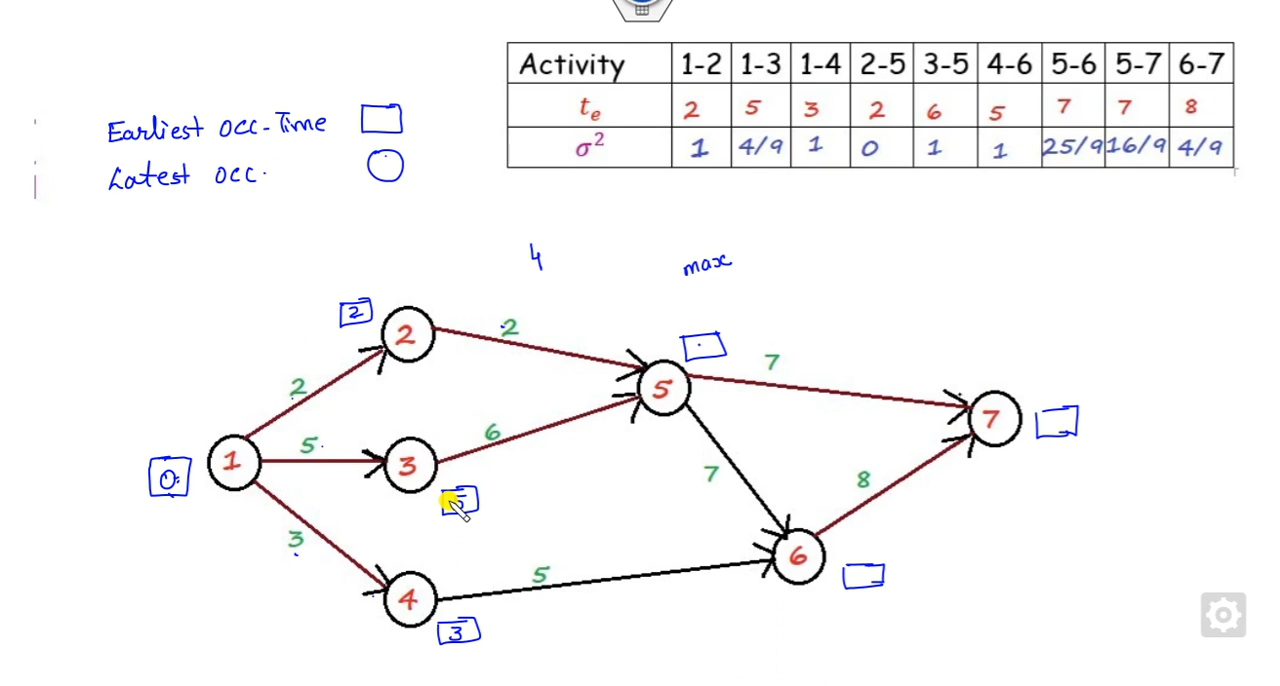 Activity 1-2 1-3 1-4 2-5 3-5 4-6 5-6 5-7 6-7
te 2 5 3 2 6 5 7 7 8
σ² 1 4/9 1 0 1 1 25/9 16/9 4/9
Earliest occ-Time
Latest occ.
4 max
2 2 2
5 7
2
7
1 5 3 6
0
5
7 8
3
6
4 5
3